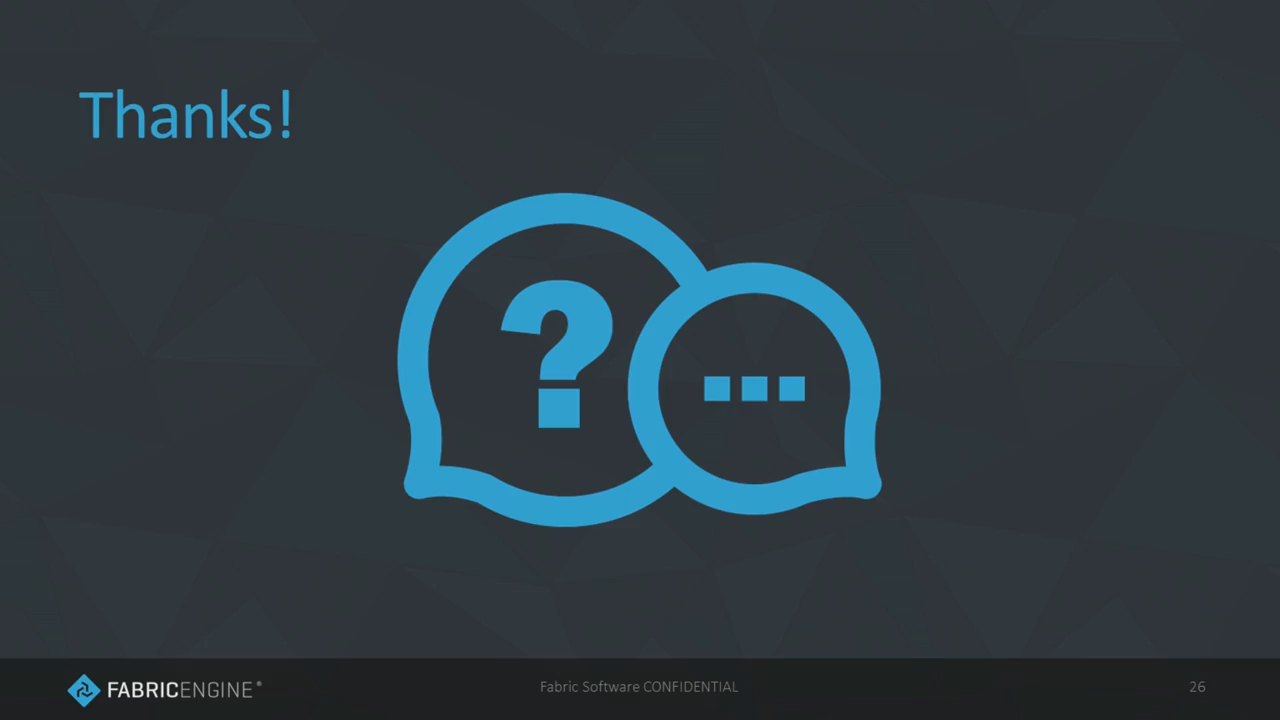 Thanks!
?
...
FABRICENGINE®
Fabric Software CONFIDENTIAL
26